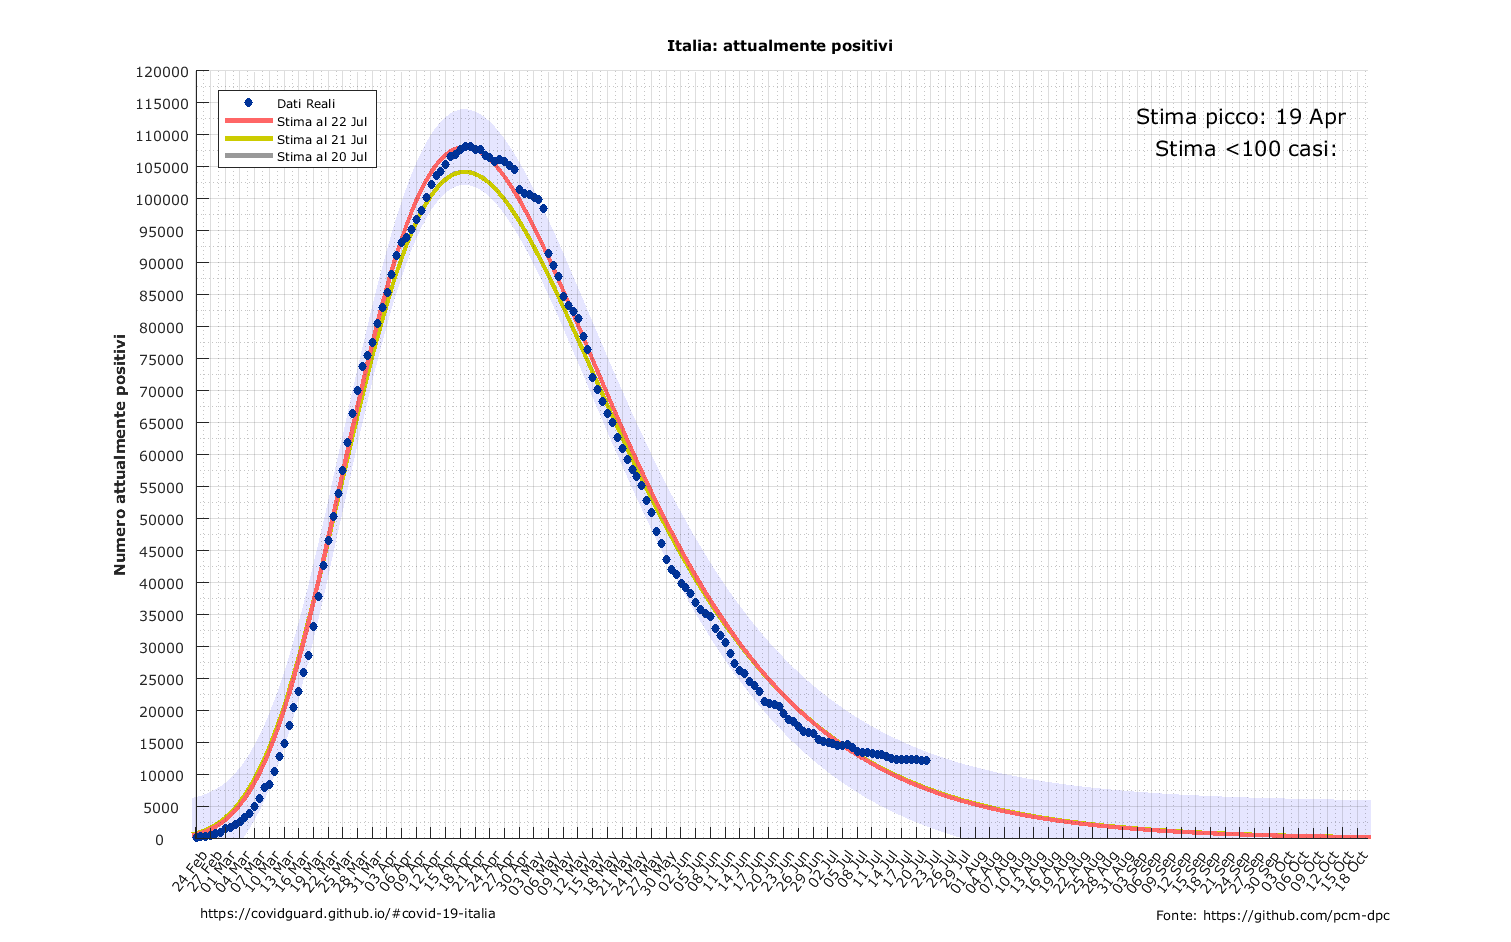 Italia: attualmente positivi
120000
115000
110000
105000
100000
95000
90000
85000
80000
75000
70000
65000
60000
55000
50000
45000
40000
35000
30000
25000
20000
15000
10000
5000
0
Numero attualmente positivi
Dati Reali
Stima al 22 Jul
Stima al 21 Jul
Stima al 20 Jul
Stima picco: 19 Apr
Stima <100 casi:
24 Feb
27 Feb
01 Mar
04 Mar
07 Mar
10 Mar
13 Mar
16 Mar
19 Mar
22 Mar
25 Mar
28 Mar
31 Mar
03 Apr
06 Apr
09 Apr
12 Apr
15 Apr
18 Apr
21 Apr
24 Apr
27 Apr
30 Apr
03 May
06 May
09 May
12 May
15 May
18 May
21 May
24 May
27 May
30 May
02 Jun
05 Jun
08 Jun
11 Jun
14 Jun
17 Jun
20 Jun
23 Jun
26 Jun
29 Jun
02 Jul
05 Jul
08 Jul
11 Jul
14 Jul
17 Jul
20 Jul
23 Jul
26 Jul
29 Jul
01 Aug
04 Aug
07 Aug
10 Aug
13 Aug
16 Aug
19 Aug
22 Aug
25 Aug
28 Aug
31 Aug
03 Sep
06 Sep
09 Sep
12 Sep
15 Sep
18 Sep
21 Sep
24 Sep
27 Sep
30 Sep
03 Oct
06 Oct
09 Oct
12 Oct
15 Oct
18 Oct
https://covidguard.github.io/#covid-19-italia
Fonte: https://github.com/pcm-dpc